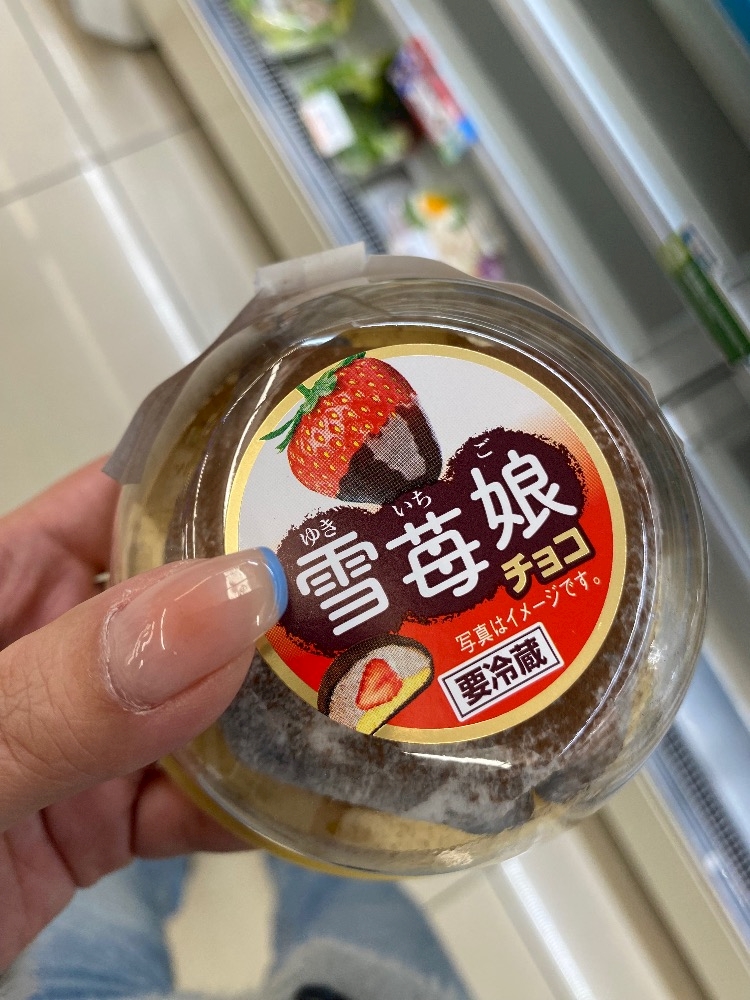 ゆき いち ご
雪苺娘
チョコ
写真はイメージです。
要冷蔵